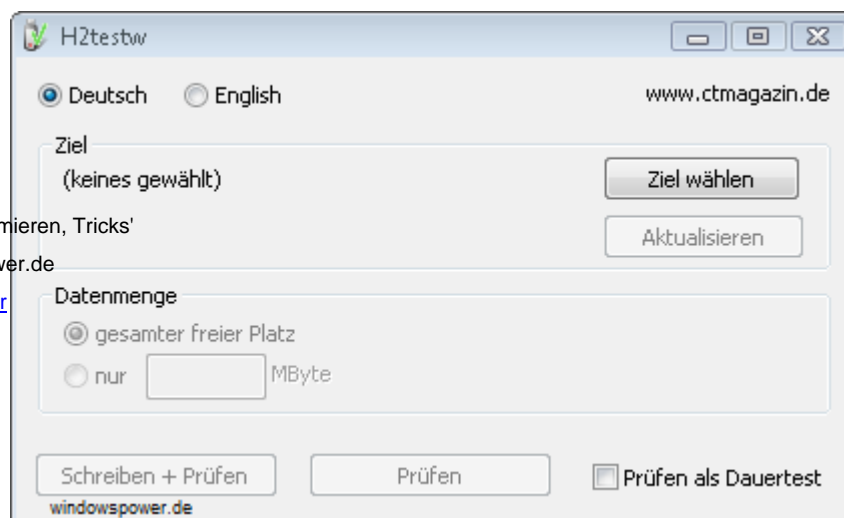 H2testw
Deutsch English www.ctmagazin.de
Ziel
(keines gewählt) Ziel wählen
mieren, Tricks'
Aktualisieren
wer.de
r
Datenmenge
gesamter freier Platz
nur MByte
Schreiben + Prüfen Prüfen Prüfen als Dauertest
windowspower.de